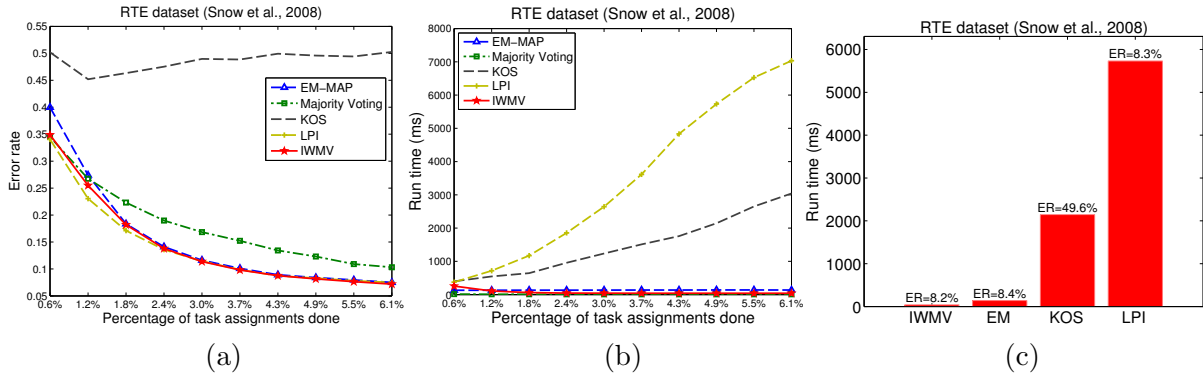 RTE dataset (Snow et al., 2008)
0.55
0.5
0.45
0.4
0.35
0.3
0.25
0.2
0.15
0.1
0.05
Error rate
EM−MAP
Majority Voting
KOS
LPI
IWMV
0.6% 1.2% 1.8% 2.4% 3.0% 3.7% 4.3% 4.9% 5.5% 6.1%
Percentage of task assignments done
(a)
RTE dataset (Snow et al., 2008)
8000
7000
6000
5000
4000
3000
2000
1000
0
Run time (ms)
EM−MAP
Majority Voting
KOS
LPI
IWMV
0.6% 1.2% 1.8% 2.4% 3.0% 3.7% 4.3% 4.9% 5.5% 6.1%
Percentage of task assignments done
(b)
RTE dataset (Snow et al., 2008)
6000
5000
4000
3000
2000
1000
0
Run time (ms)
ER=8.2%
ER=8.4%
ER=49.6%
ER=8.3%
IWMV EM KOS LPI
(c)